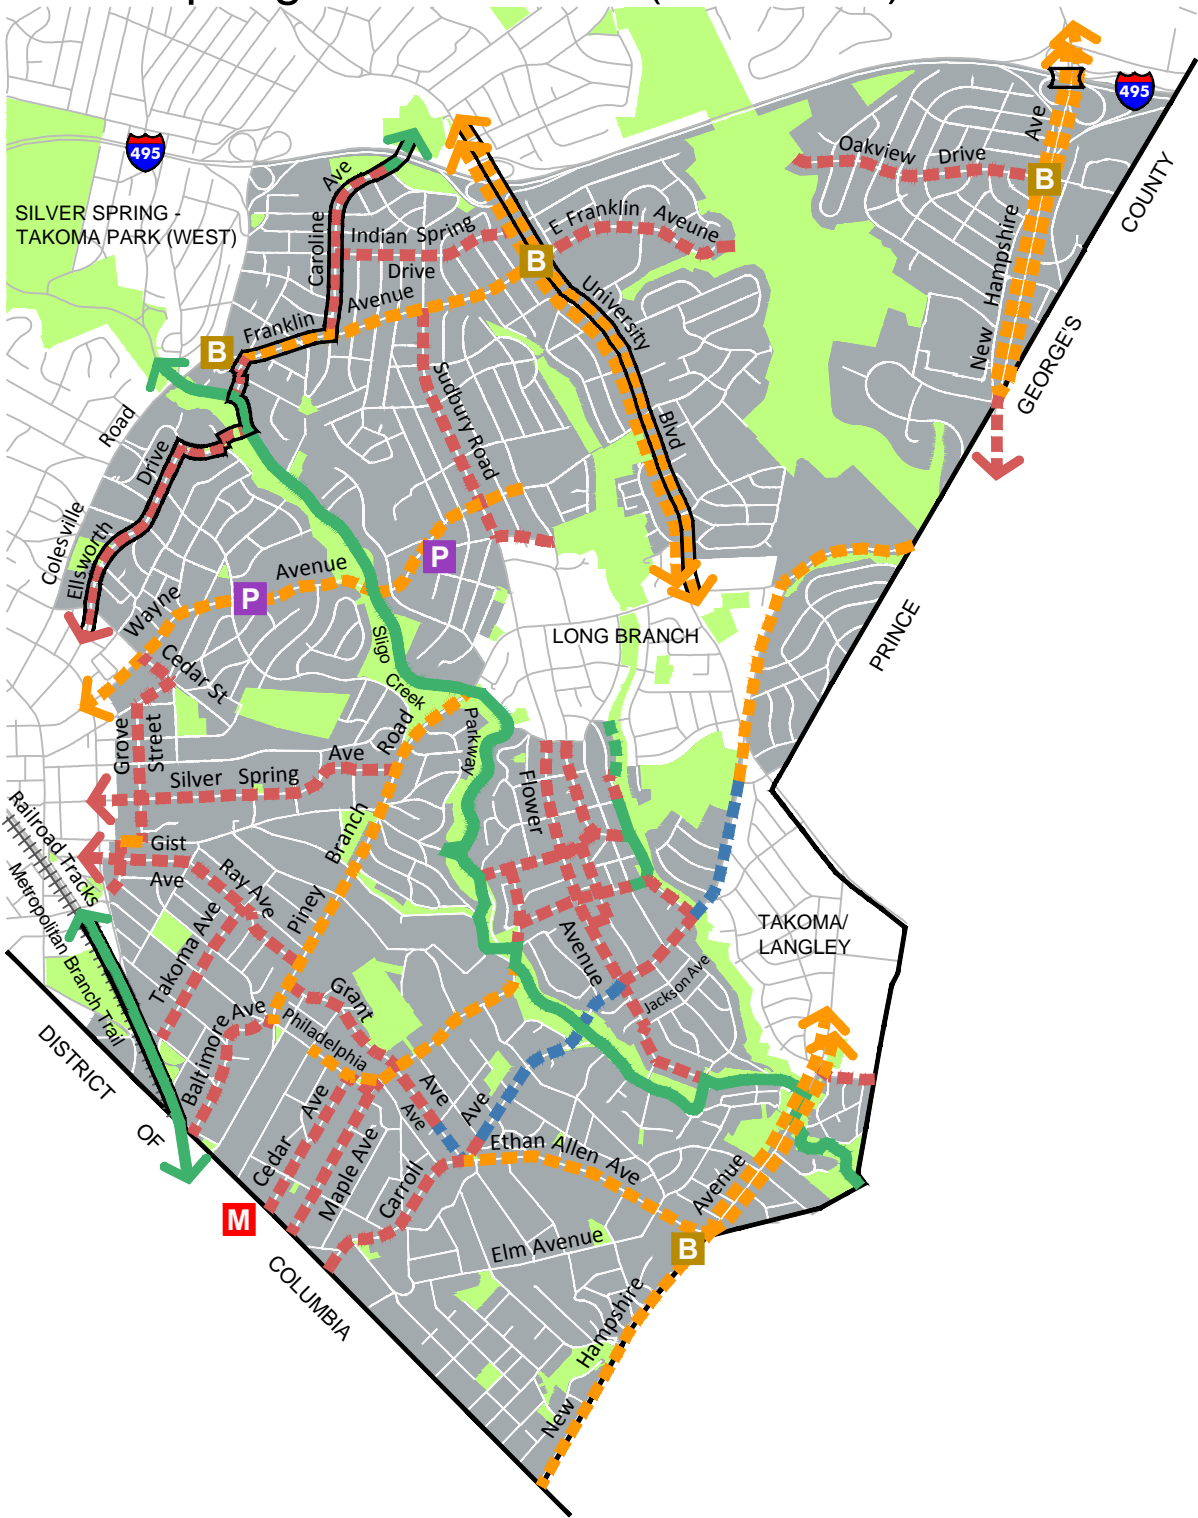 495
495
SILVER SPRING -
TAKOMA PARK (WEST)
Caroline
Ave
Indian Spring
Drive
E Franklin Aveune
Oakview Drive
Ave
B
B
B
New
Hampshire
COUNTY
GEORGE'S
PRINCE
Franklin
Avenue
University
Blvd
Sudbury Road
Colesville
Road
Ellsworth
Drive
Wayne
Avenue
P
P
Cedar St
Sligo
Creek
Parkway
LONG BRANCH
Grove
Street
Silver Spring
Ave
Piney
Branch
Road
Flower
Avenue
Railroad Tracks
Metropolitan Branch Trail
Gist
Ave
Ray Ave
Takoma Ave
Grant
Ave
Philadelphia
Ave
Baltimore
Ave
Jackson Ave
TAKOMA/
LANGLEY
DISTRICT
OF
COLUMBIA
Cedar
Ave
Maple Ave
Carroll
Ave
Ethan Allen Ave
Elm Avenue
M
B
New
Hampshire
Avenue